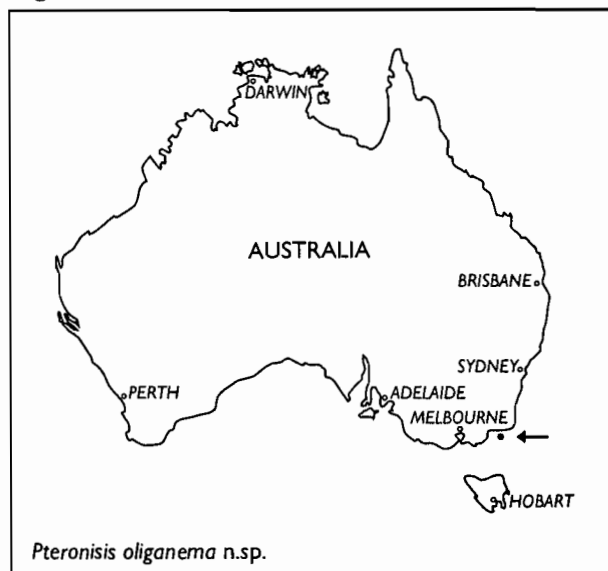 DARWIN
AUSTRALIA
BRISBANE
SYDNEY
PERTH
ADELAIDE
MELBOURNE
HOBART
Pteronisis oliganema n.sp.